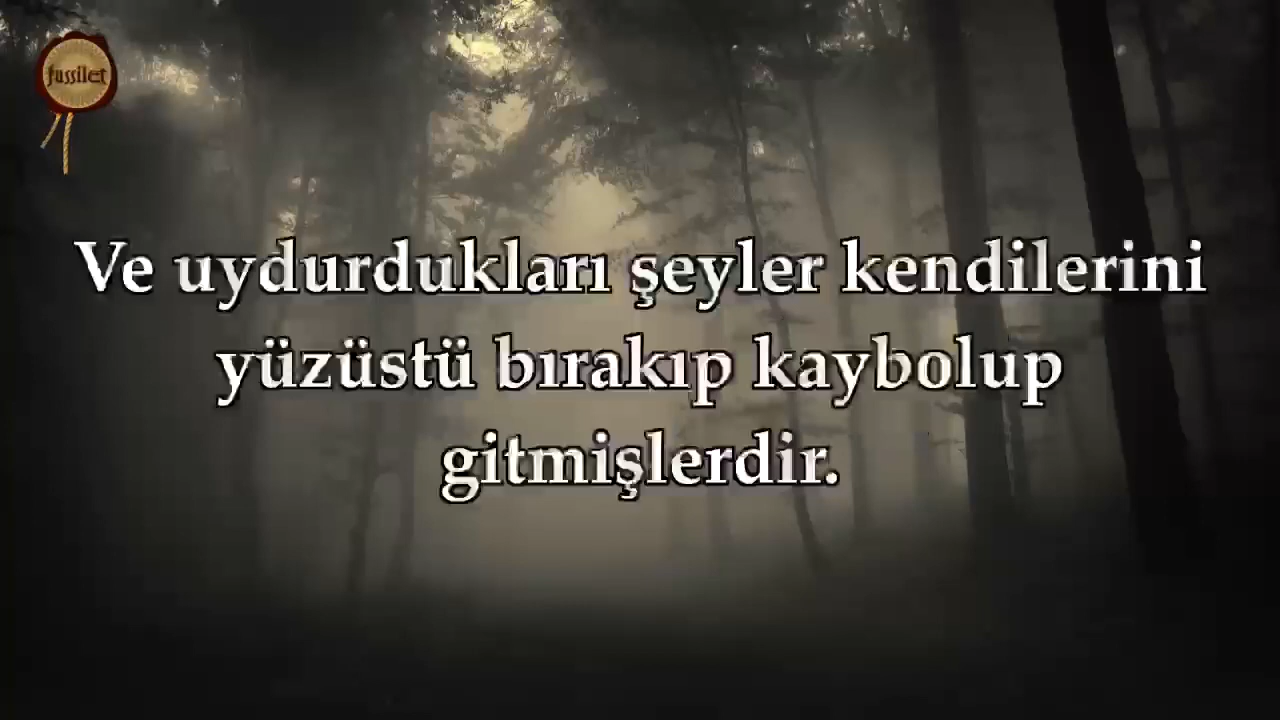 fussilet
Ve uydurdukları şeyler kendilerini
yüzüstü bırakıp kaybolup
gitmişlerdir.